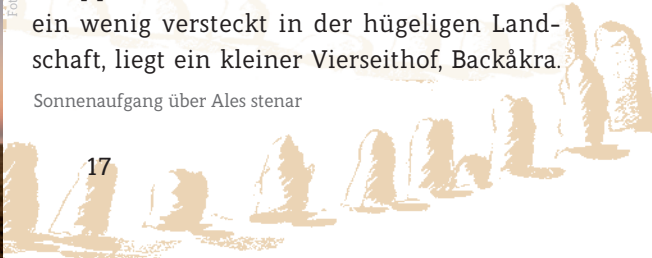 ein wenig versteckt in der hügeligen Land-
schaft, liegt ein kleiner Vierseithof, Backåkra.
Sonnenaufgang über Ales stenar
17